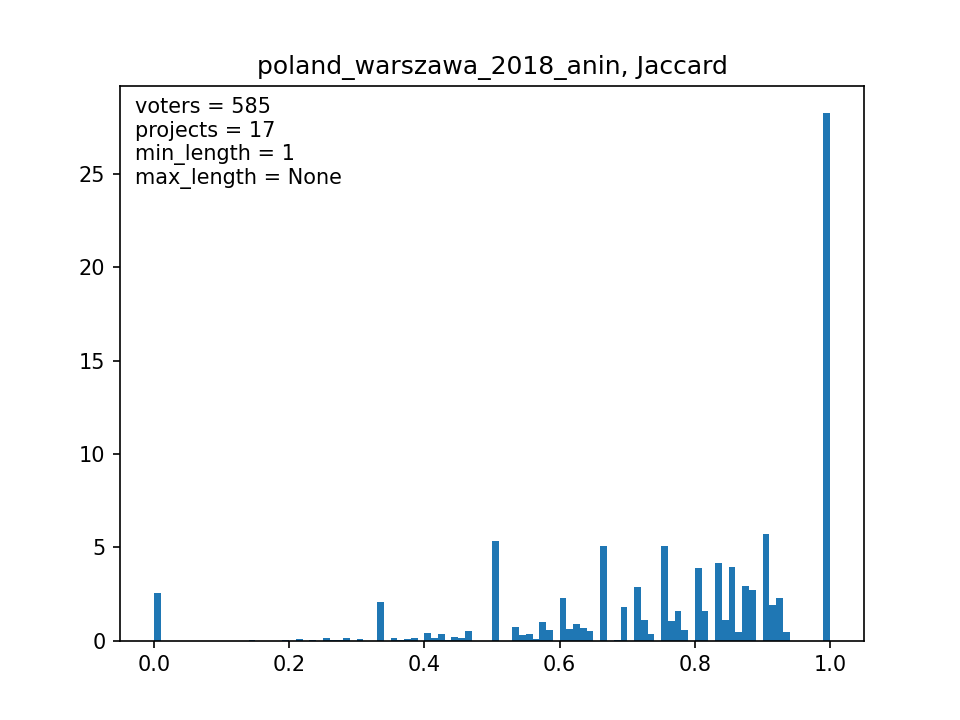 poland_warszawa_2018_anin, Jaccard
voters = 585
projects = 17
min_length = 1
max_length = None
25
20
15
10
5
0
0.0 0.2 0.4 0.6 0.8 1.0